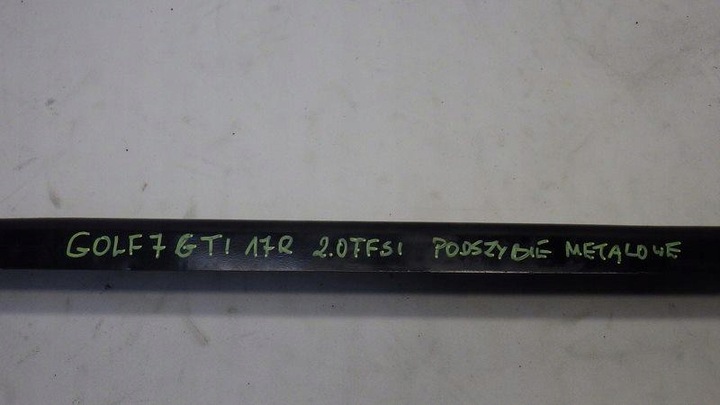 GOLF 7 GTI 17R 2.0TFSI PODSZYBIE METALOWE